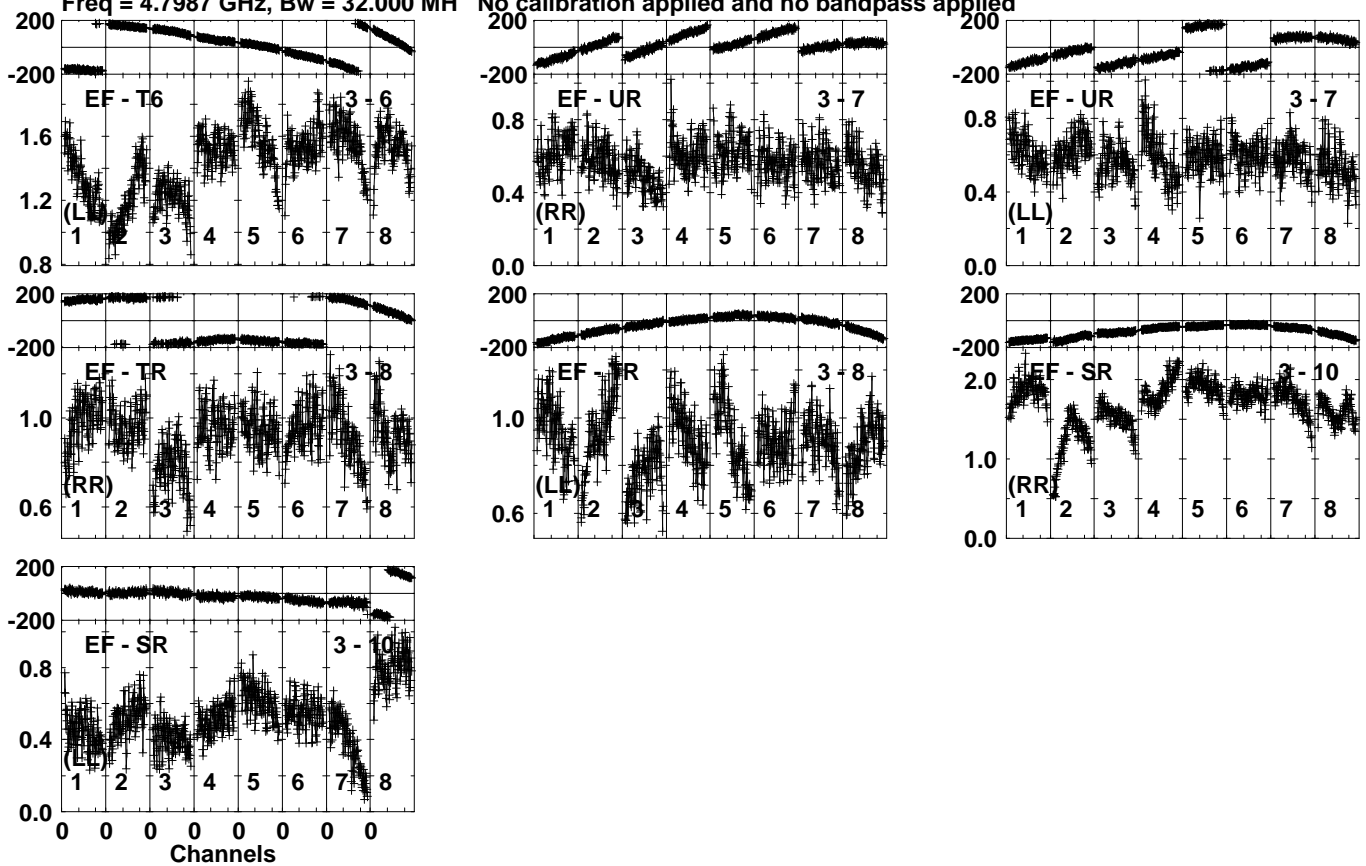 Freq = 4.7987 GHz, Bw = 32.000 MH No calibration applied and no bandpass applied
200
-200
EF - T6 3 - 6
1.6
1.2
0.8
(LL)
1 2 3 4 5 6 7 8
EF - UR 3 - 7
200
-200
0.8
0.4
0.0
(RR)
1 2 3 4 5 6 7 8
200
-200
EF - UR 3 - 7
0.8
0.4
0.0
(LL)
1 2 3 4 5 6 7 8
200
-200
EF - TR 3 - 8
1.0
0.6
(RR)
1 2 3 4 5 6 7 8
200
-200
EF - TR 3 - 8
1.0
0.6
(LL)
1 2 3 4 5 6 7 8
200
-200
EF - SR 3 - 10
2.0
1.0
0.0
(RR)
1 2 3 4 5 6 7 8
200
-200
EF - SR 3 - 10
0.8
0.4
0.0
(LL)
1 2 3 4 5 6 7 8
0 0 0 0 0 0 0 0
Channels